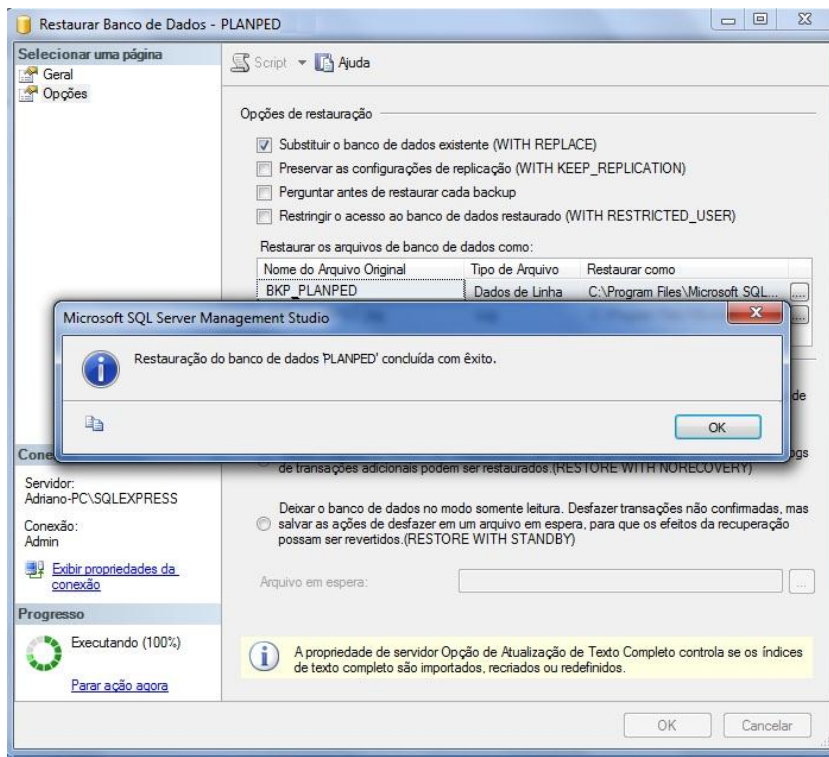 Restaurar Banco de Dados - PLANPED
Selecionar uma página
Geral
Opções
Script
Ajuda
Opções de restauração
Substituir o banco de dados existente (WITH REPLACE)
Preservar as configurações de replicação (WITH KEEP_REPLICATION)
Perguntar antes de restaurar cada backup
Restringir o acesso ao banco de dados restaurado (WITH RESTRICTED_USER)
Restaurar os arquivos de banco de dados como:
Nome do Arquivo Original Tipo de Arquivo Restaurar como
BKP_PLANPED Dados de Linha C:\Program Files\Microsoft SQL...
Microsoft SQL Server Management Studio
Restauração do banco de dados 'PLANPED' concluída com êxito.
OK
de
de transações adicionais podem ser restaurados.(RESTORE WITH NORECOVERY)
Deixar o banco de dados no modo somente leitura. Desfazer transações não confirmadas, mas
salvar as ações de desfazer em um arquivo em espera, para que os efeitos da recuperação
possam ser revertidos.(RESTORE WITH STANDBY)
Arquivo em espera:
...
Servidor:
Adriano-PC\SQLEXPRESS
Conexão:
Admin
Exibir propriedades da
conexão
Progresso
Executando (100%)
Parar ação agora
A propriedade de servidor Opção de Atualização de Texto Completo controla se os índices
de texto completo são importados, recriados ou redefinidos.
OK
Cancelar